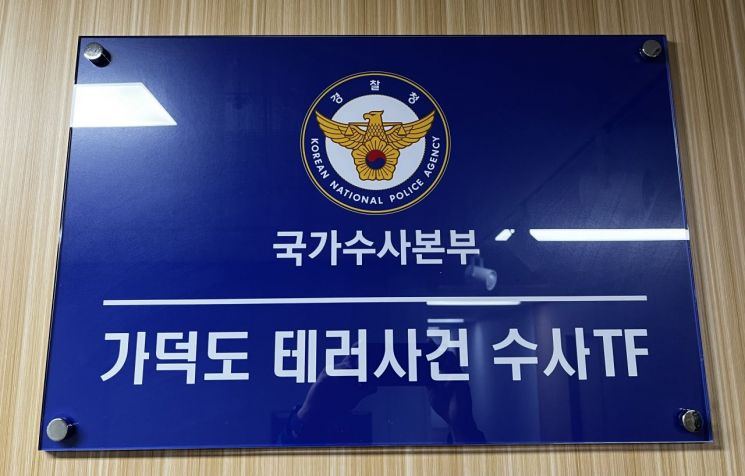 경찰청
KOREAN NATIONAL POLICE AGENCY
국가수사본부
가덕도 테러사건 수사TF